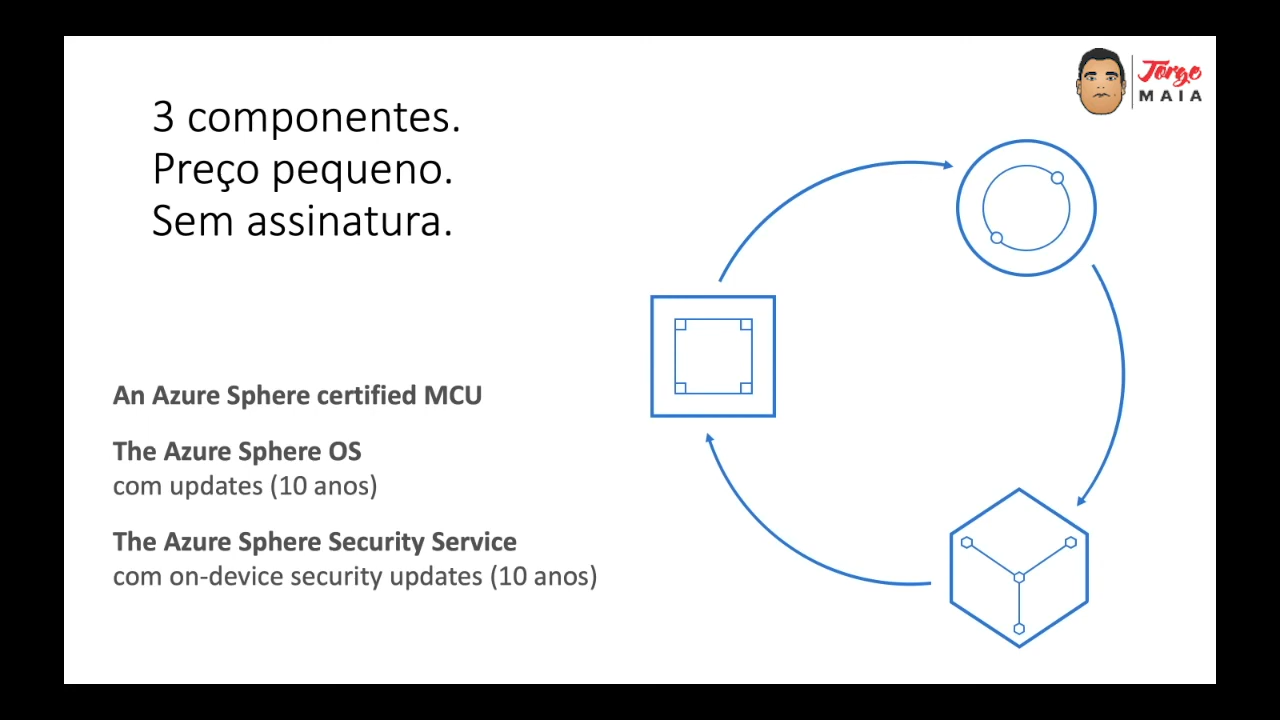 Jorge
MAIA
3 componentes.
Preço pequeno.
Sem assinatura.
An Azure Sphere certified MCU
The Azure Sphere OS
com updates (10 anos)
The Azure Sphere Security Service
com on-device security updates (10 anos)